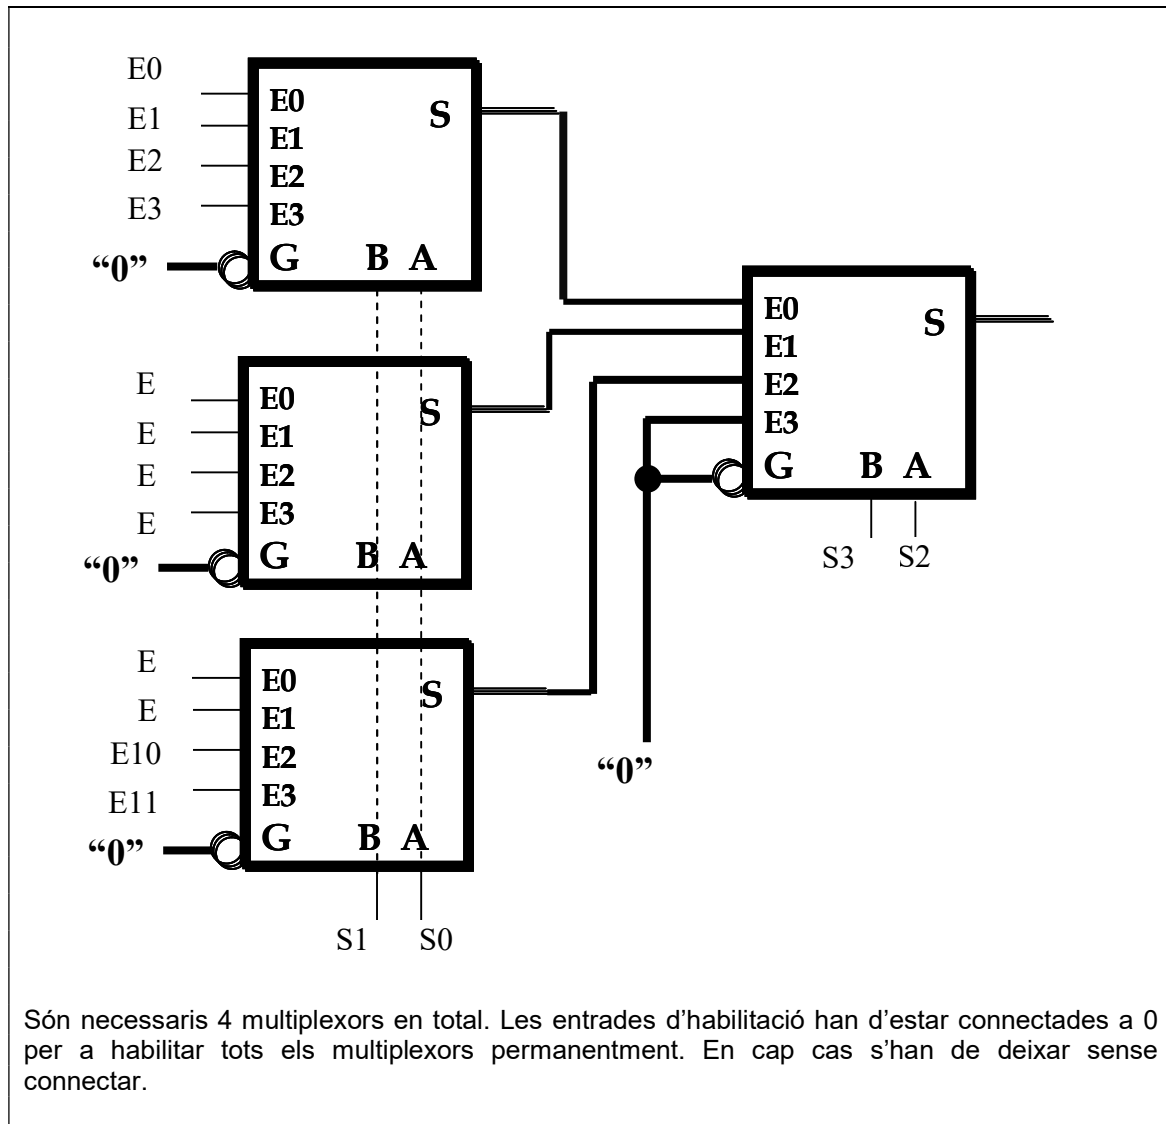 E0
E1
E2
E3
“0”
E0
E1
E2
E3
G B A
S
E
E
E
E
“0”
E0
E1
E2
E3
G B A
S
E
E
E10
E11
“0”
E0
E1
E2
E3
G B A
S
S1 S0
E0
E1
E2
E3
G B A
S
S3 S2
“0”
Són necessaris 4 multiplexors en total. Les entrades d’habilitació han d’estar connectades a 0
per a habilitar tots els multiplexors permanentment. En cap cas s’han de deixar sense
connectar.